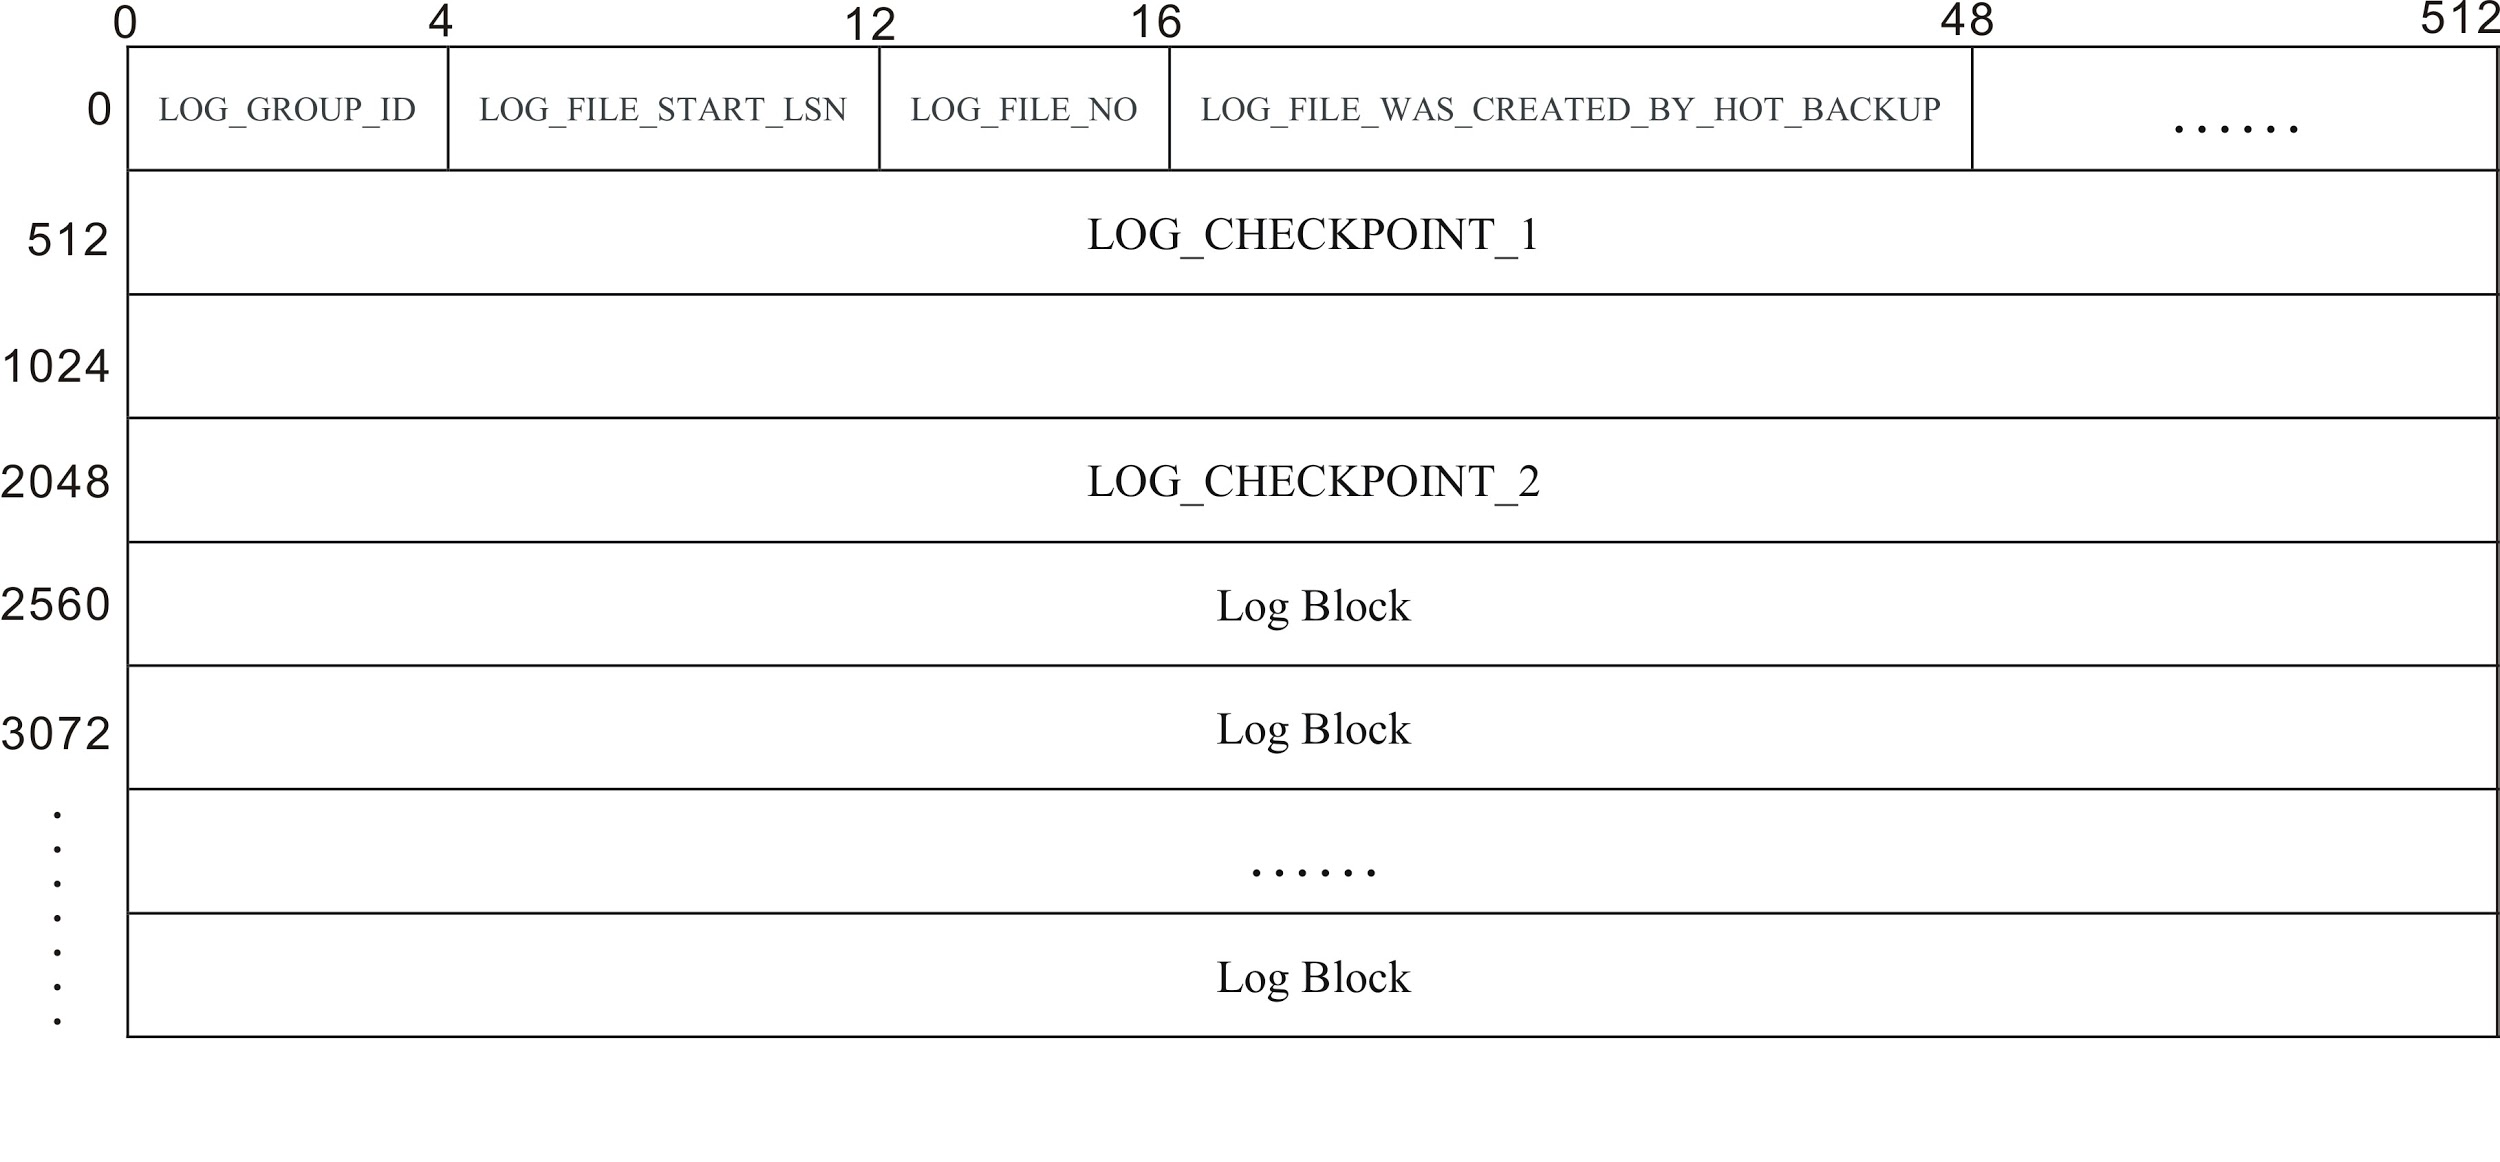 0 4 12 16 48 512
0 LOG_GROUP_ID LOG_FILE_START_LSN LOG_FILE_NO LOG_FILE_WAS_CREATED_BY_HOT_BACKUP ......
512 LOG_CHECKPOINT_1
1024
2048 LOG_CHECKPOINT_2
2560 Log Block
3072 Log Block
......
Log Block